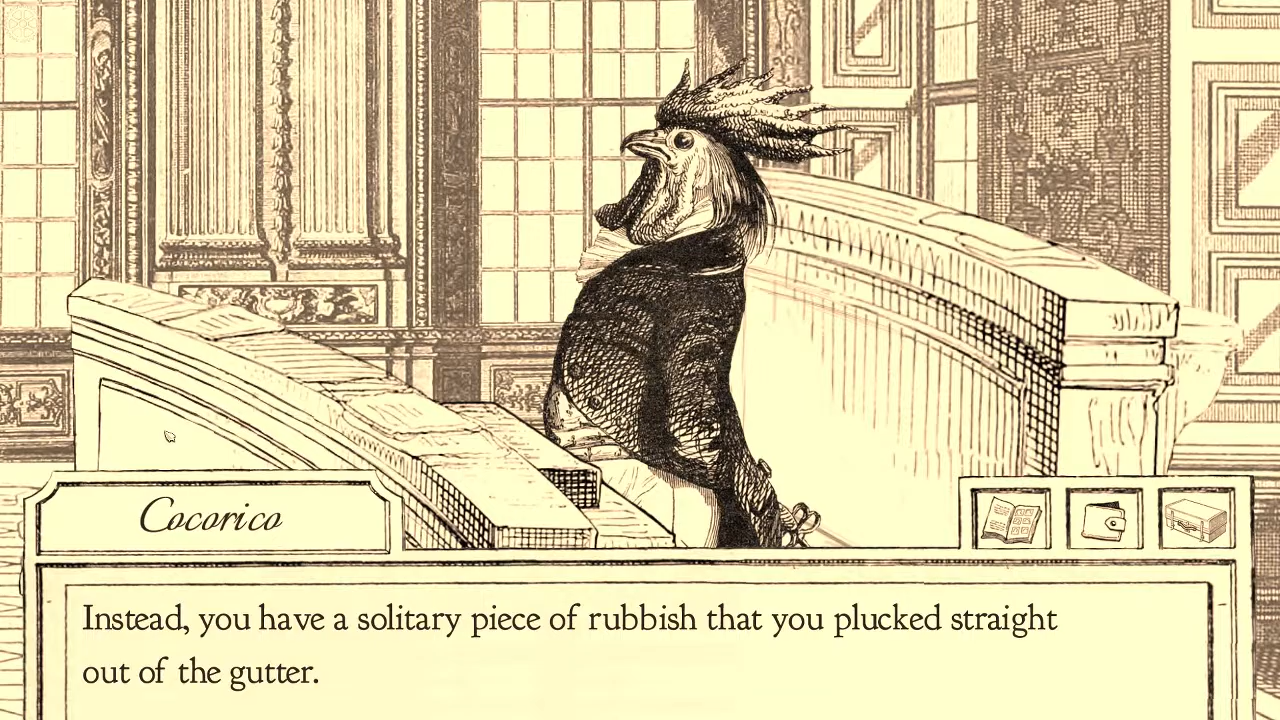 Cocorico
Instead, you have a solitary piece of rubbish that you plucked straight
out of the gutter.